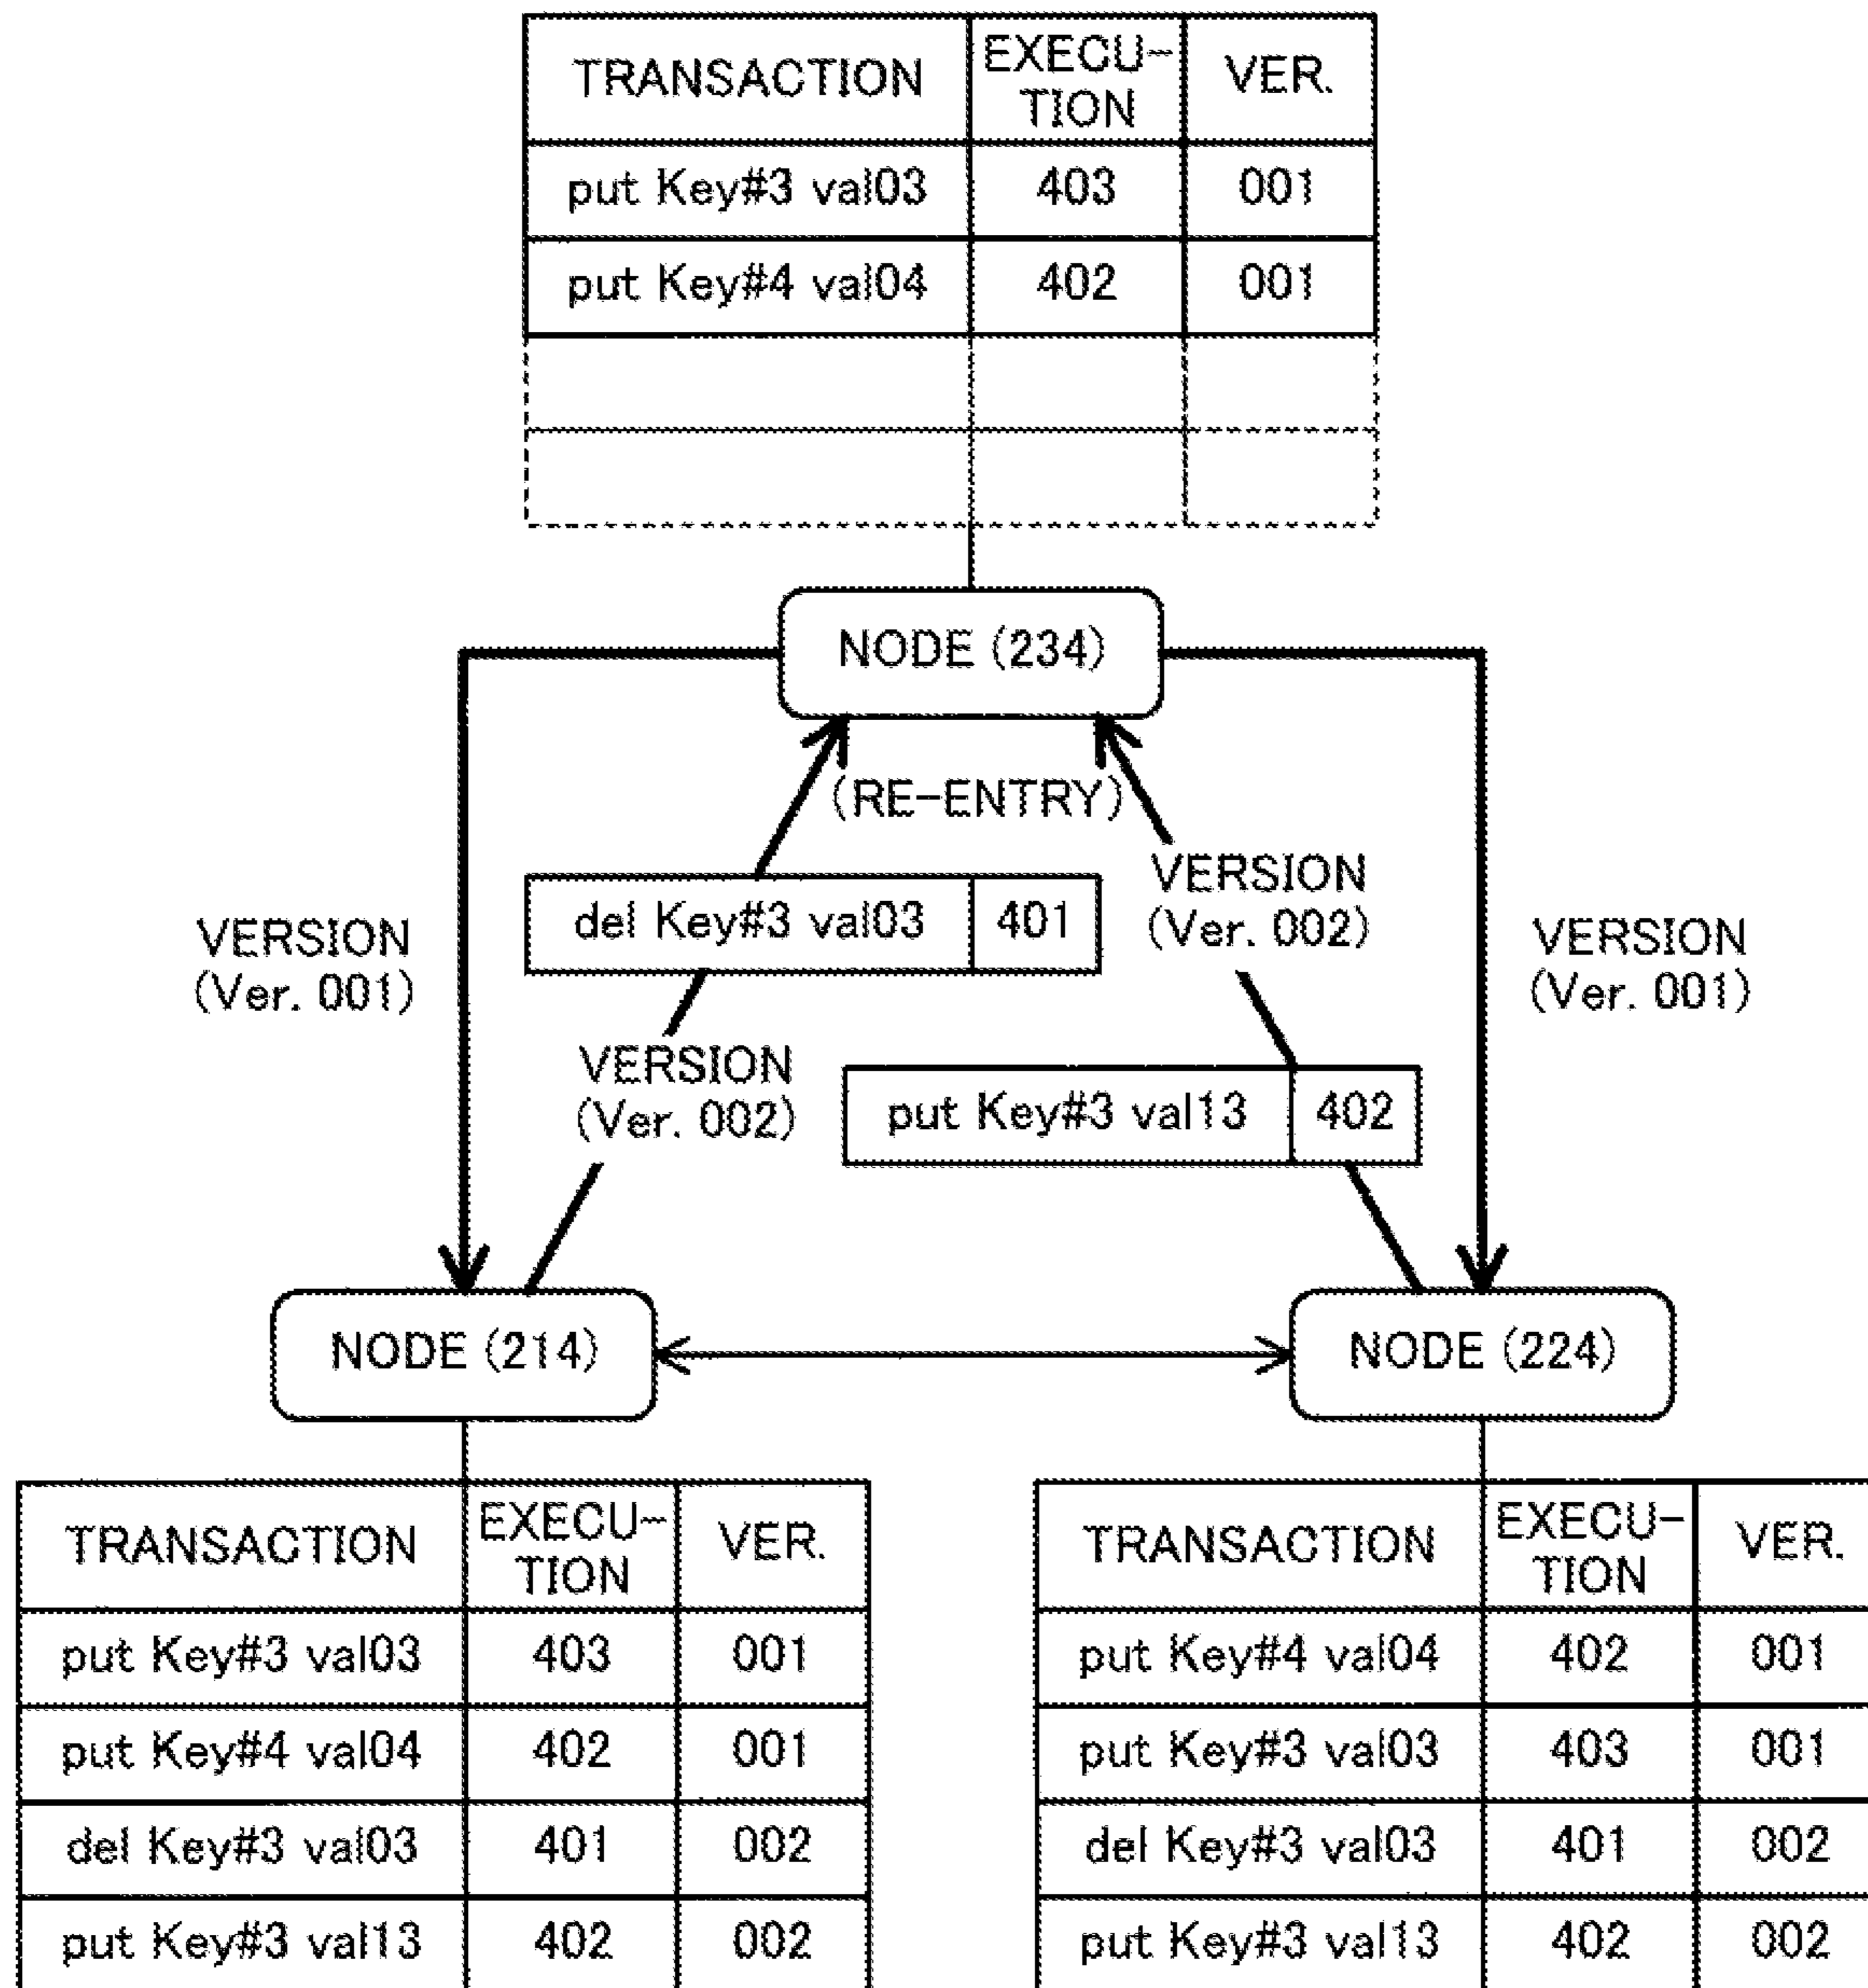 TRANSACTION EXECU-TION VER.
put Key#3 val03 403 001
put Key#4 val04 402 001
NODE (234)
(RE-ENTRY)
VERSION
(Ver. 002)
del Key#3 val03 401
VERSION
(Ver. 001)
VERSION
(Ver. 001)
VERSION
(Ver. 002)
put Key#3 val13 402
NODE (214)
NODE (224)
TRANSACTION EXECU-TION VER.
put Key#3 val03 403 001
put Key#4 val04 402 001
del Key#3 val03 401 002
put Key#3 val13 402 002
TRANSACTION EXECU-TION VER.
put Key#4 val04 402 001
put Key#3 val03 403 001
del Key#3 val03 401 002
put Key#3 val13 402 002